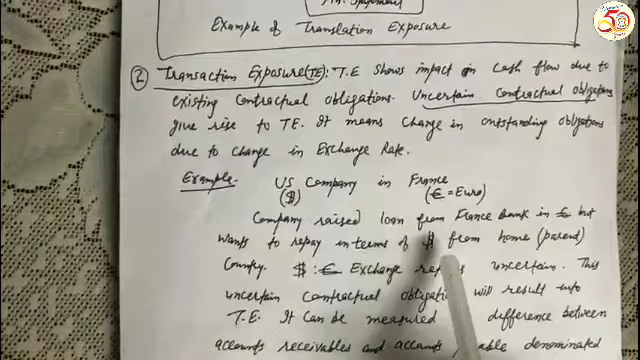 Fin. Statement
Example of Translation Exposure
50
② Transaction Exposure (TE): T.E shows impact on cash flow due to
existing contractual obligations. Uncertain contractual obligations
give rise to TE. It means change in outstanding obligations
due to change in Exchange Rate.
Example. US Company in France
($) (€ = Euro)
Company raised loan from France bank in € but
wants to repay in terms of $ from home (parent)
Country. $ : € Exchange is uncertain. This
uncertain contractual will result into
T.E. It can be measured difference between
accounts receivables and accounts denominated